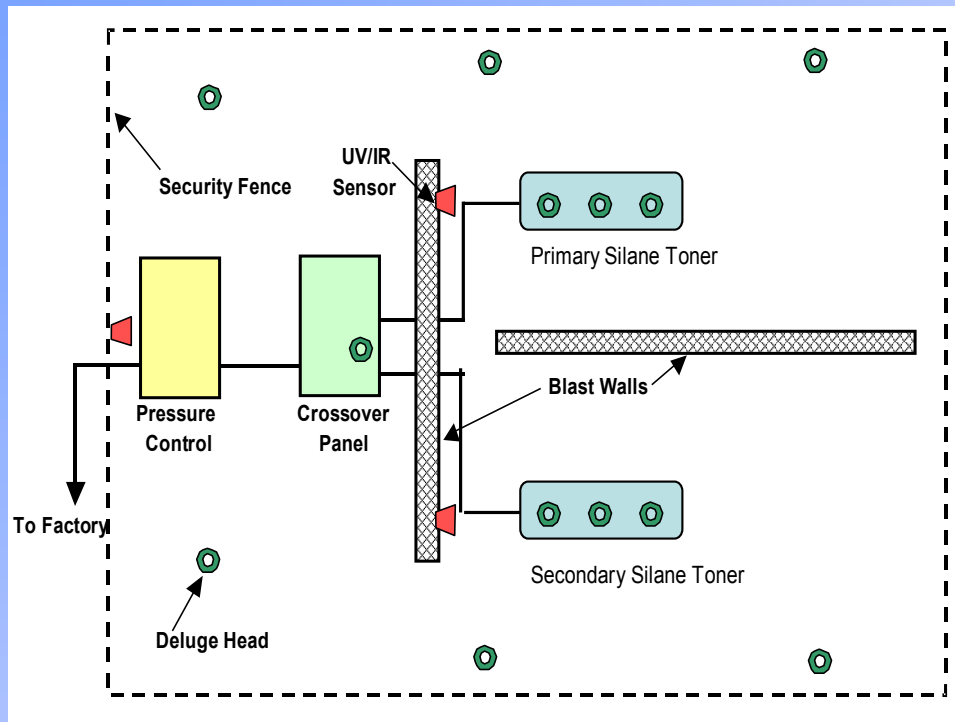 UV/IR
Sensor
Security Fence
Primary Silane Toner
Blast Walls
Pressure
Control
Crossover
Panel
To Factory
Secondary Silane Toner
Deluge Head